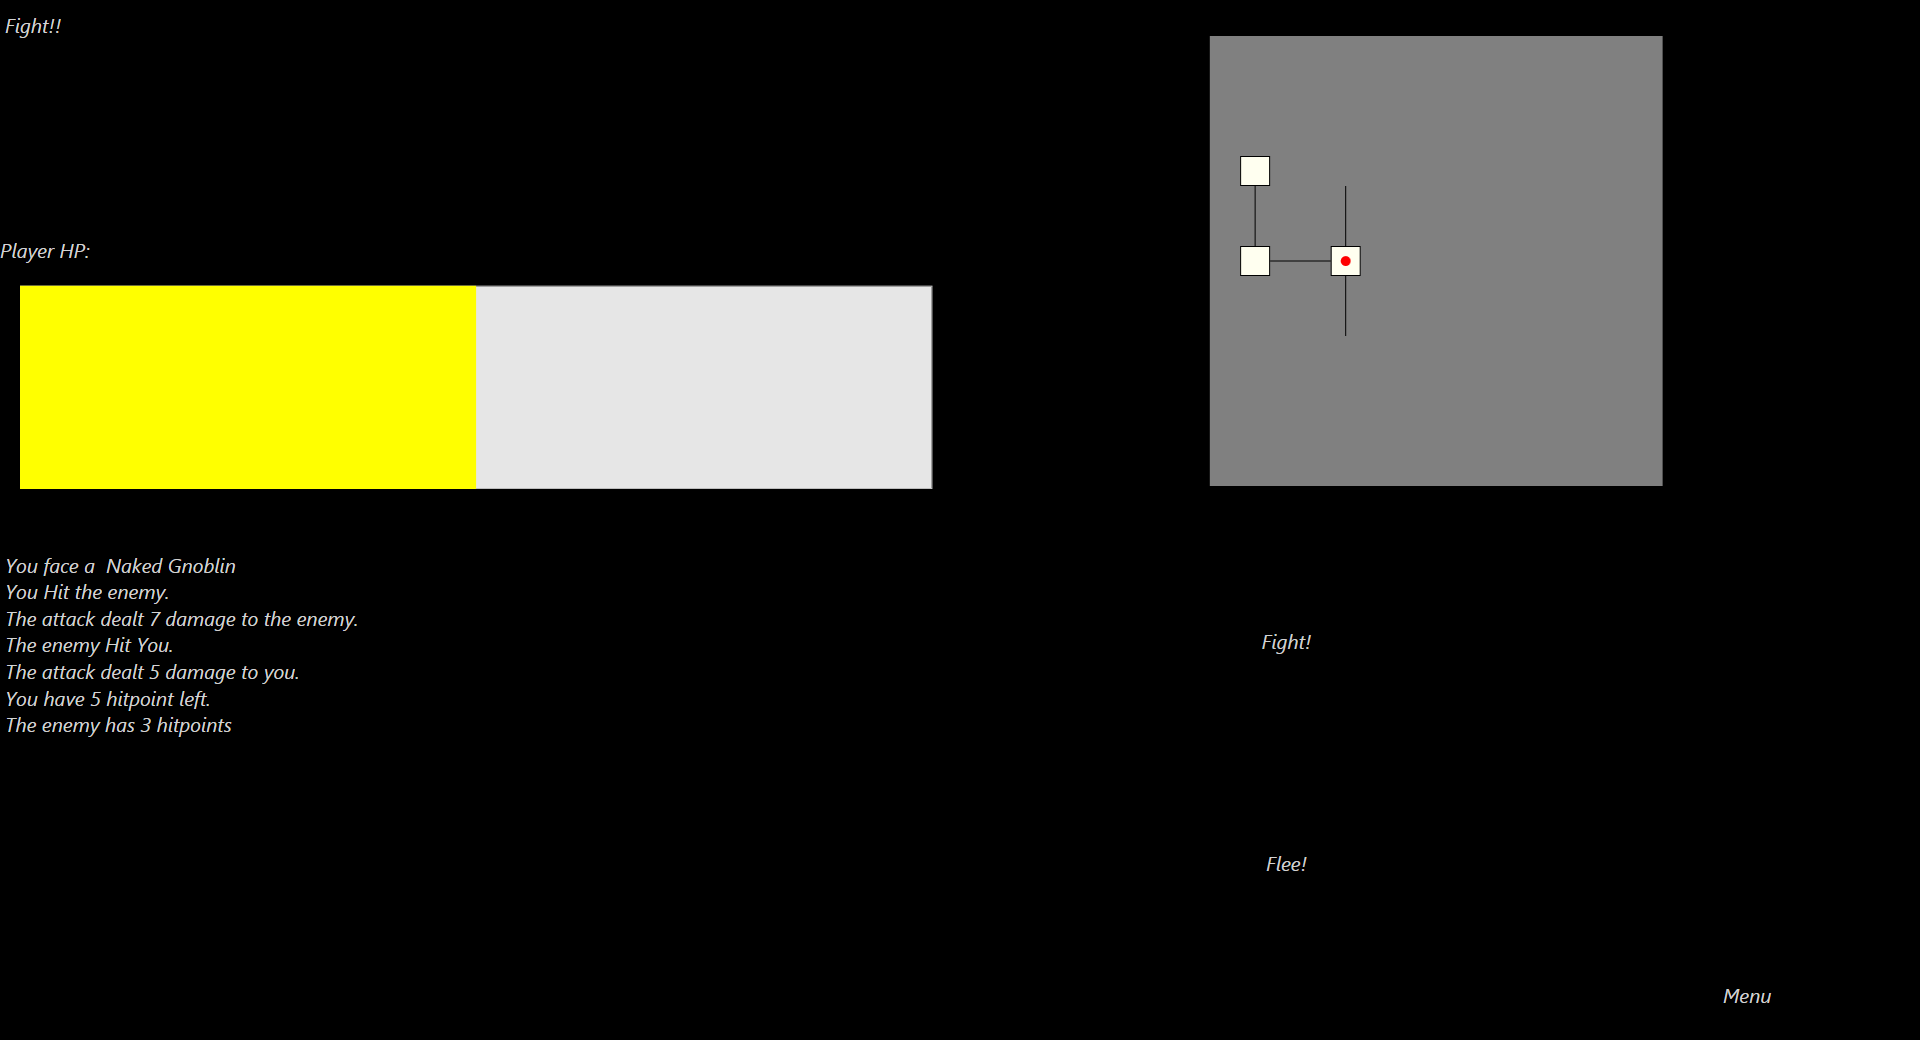 Fight!!
Player HP:
You face a  Naked Gnoblin
You Hit the enemy.
The attack dealt 7 damage to the enemy.
The enemy Hit You.
The attack dealt 5 damage to you.
You have 5 hitpoint left.
The enemy has 3 hitpoints
Fight!
Flee!
Menu